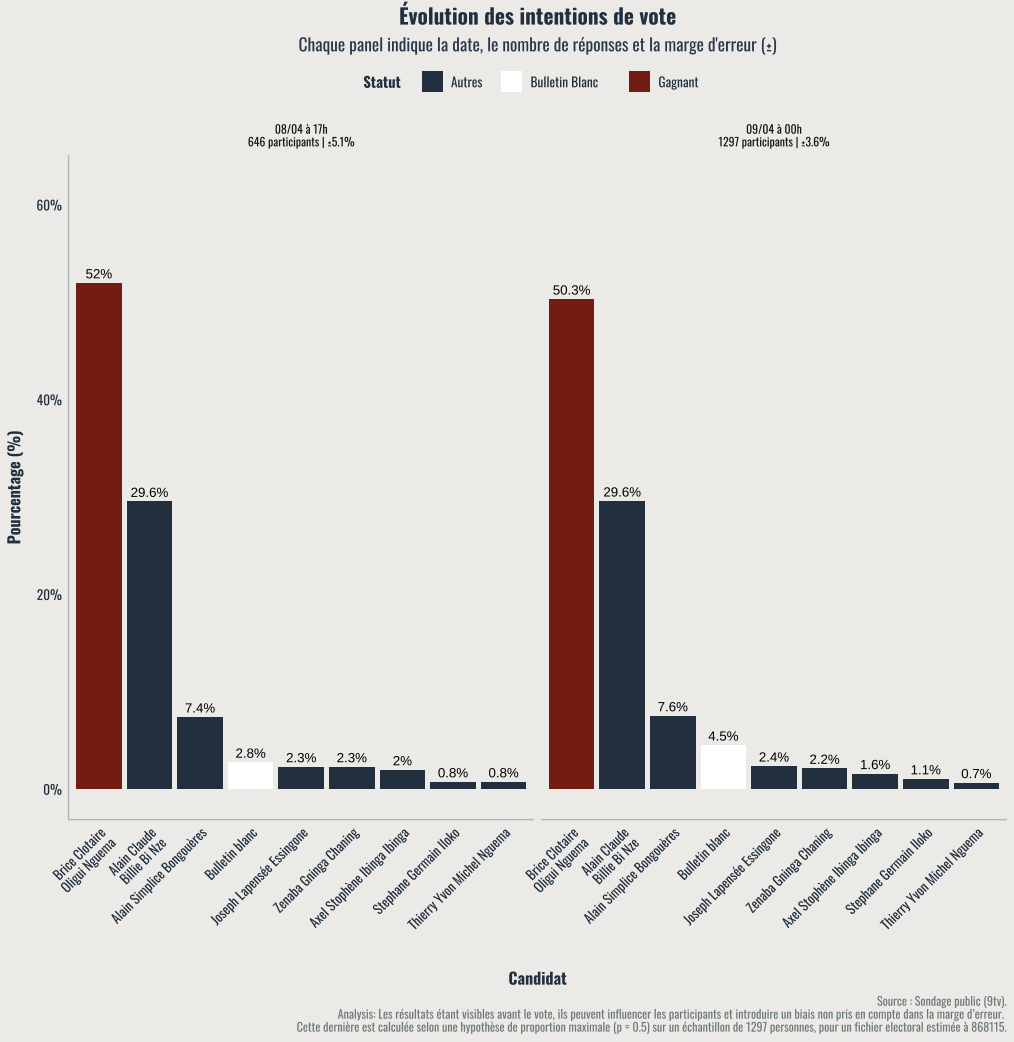 Évolution des intentions de vote
Chaque panel indique la date, le nombre de réponses et la marge d'erreur (±)
Statut Autres Bulletin Blanc Gagnant
08/04 à 17h
646 participants | ±5.1%
09/04 à 00h
1297 participants | ±3.6%
Pourcentage (%)
60%
40%
20%
0%
52%
29.6%
7.4%
2.8%
2.3%
2.3%
2%
0.8%
0.8%
50.3%
29.6%
7.6%
4.5%
2.4%
2.2%
1.6%
1.1%
0.7%
Brice Clotaire
Oligui Nguema
Alain Claude
Billie Bi Nze
Alain Simplice Boungouères
Bulletin blanc
Joseph Lapensée Essingone
Zenaba Gninga Chaning
Axel Stophène Ibinga Ibinga
Stephane Germain Iloko
Thierry Yvon Michel Nguema
Brice Clotaire
Oligui Nguema
Alain Claude
Billie Bi Nze
Alain Simplice Boungouères
Bulletin blanc
Joseph Lapensée Essingone
Zenaba Gninga Chaning
Axel Stophène Ibinga Ibinga
Stephane Germain Iloko
Thierry Yvon Michel Nguema
Candidat
Source : Sondage public (9tv).
Analysis: Les résultats étant visibles avant le vote, ils peuvent influencer les participants et introduire un biais non pris en compte dans la marge d'erreur.
Cette dernière est calculée selon une hypothèse de proportion maximale (p = 0.5) sur un échantillon de 1297 personnes, pour un fichier electoral estimée à 868115.